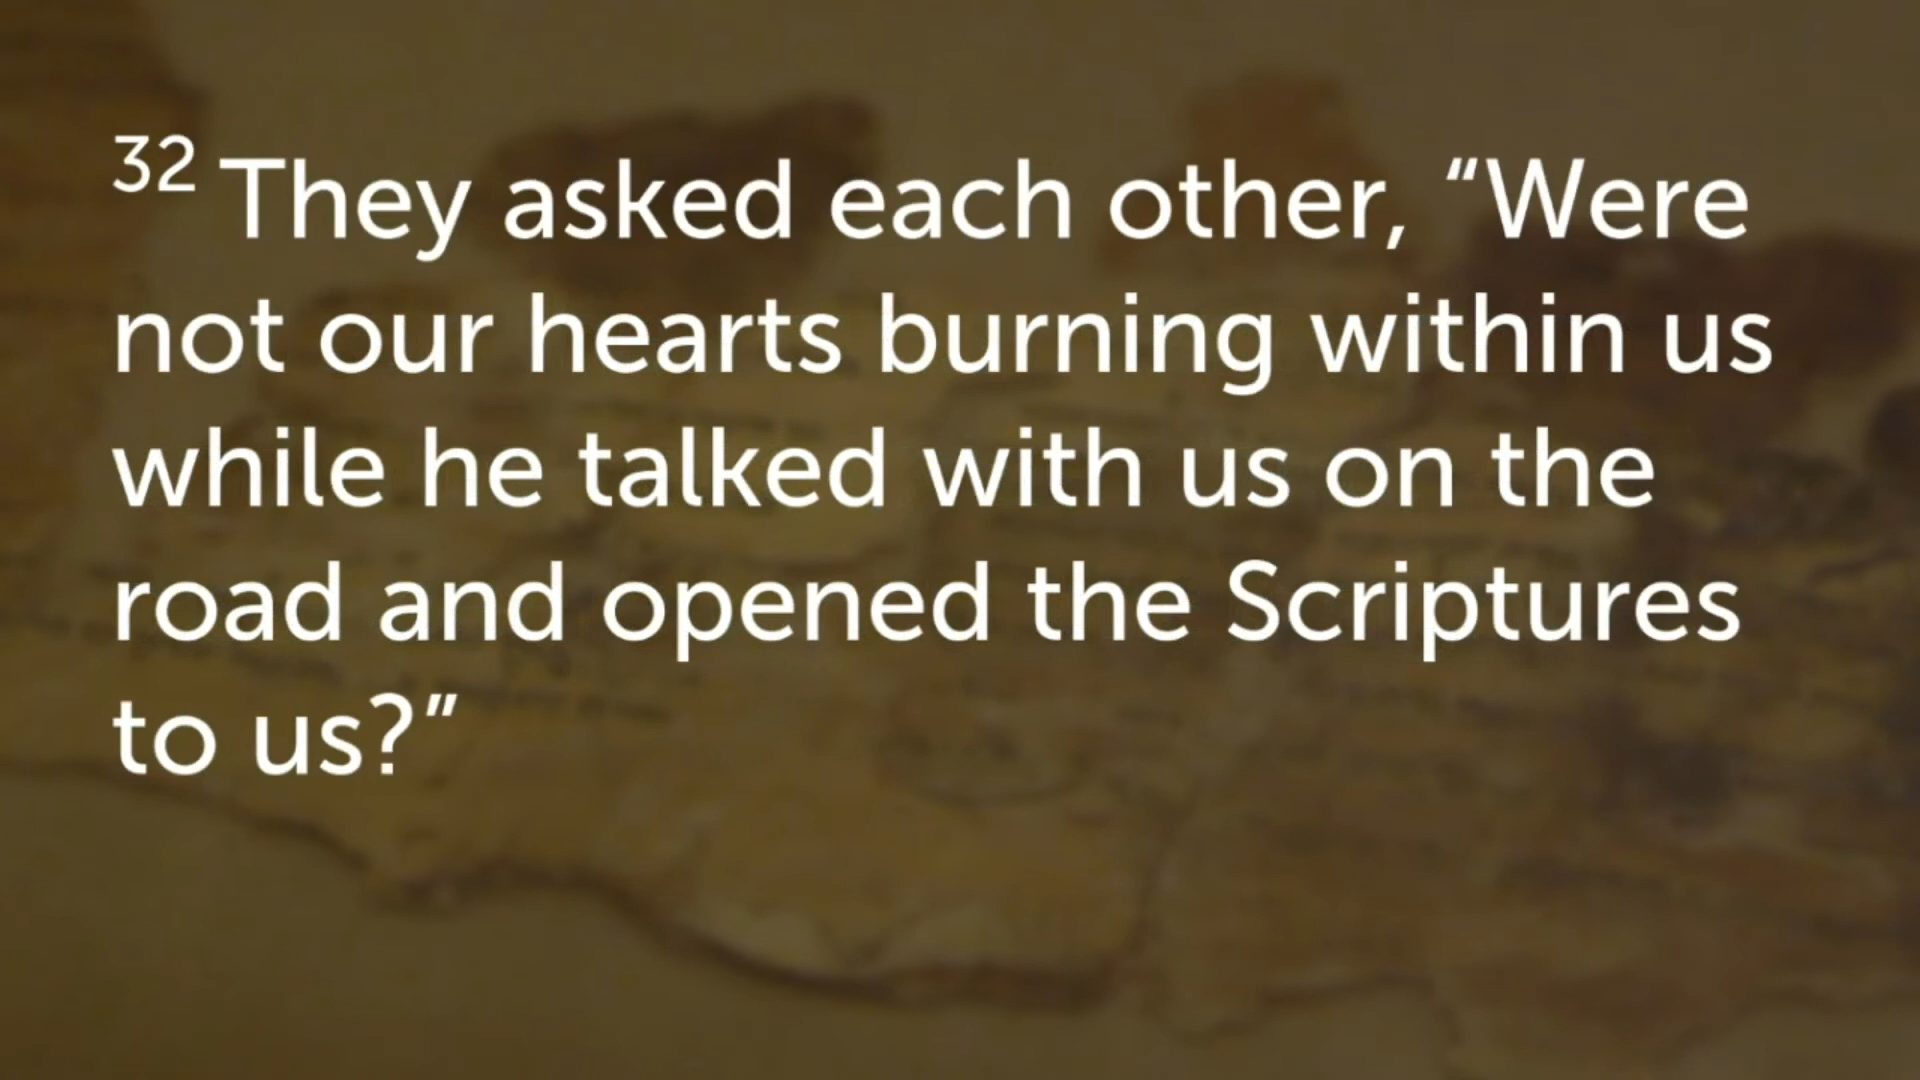 32 They asked each other, “Were
not our hearts burning within us
while he talked with us on the
road and opened the Scriptures
to us?”